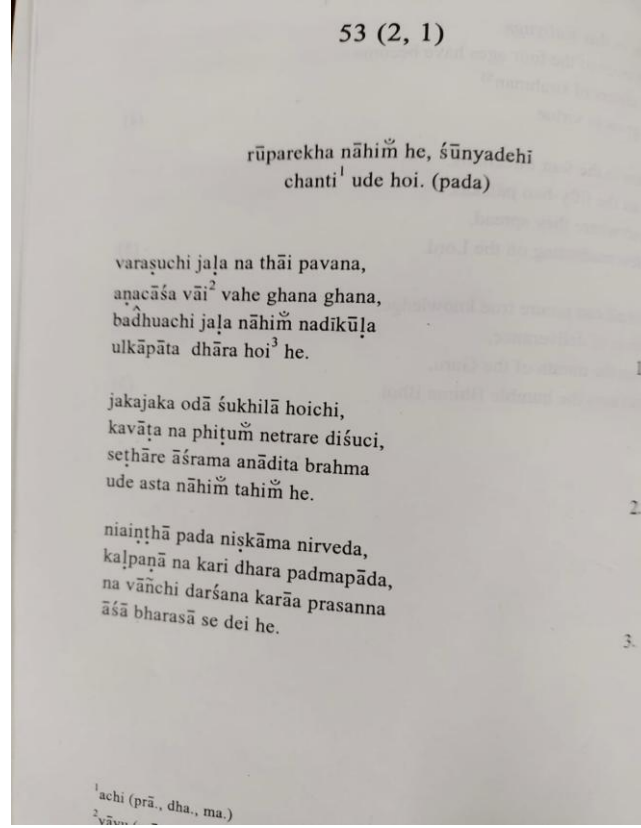 53 (2, 1)
rūparekha nāhim̐ he, śūnyadehī
chanti¹ ude hoi. (pada)
varaṣuchi jaḷa na thāi pavana,
aṇacāśa vāi² vahe ghana ghana,
bad̂huachi jaḷa nāhim̐ nadīkūḷa
ulkāpāta dhāra hoi³ he.
1
jakajaka odā śukhilā hoichi,
kavāṭa na phiṭum̐ netrare diśuci,
seṭhāre āśrama anādita brahma
ude asta nāhim̐ tahim̐ he.
2.
niaiṇṭhā pada niṣkāma nirveda,
kaḷpaṇā na kari dhara padmapāda,
na vāñchi darśana karāa prasanna
āśā bharasā se dei he.
3.
¹achi (prā., dha., ma.)